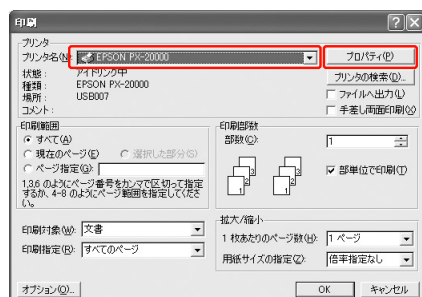 印刷
プリンタ
プリンタ名(N): EPSON PX-20000 プロパティ(P)
状態: アイドリング中 プリンタの検索(D)...
種類: EPSON PX-20000
場所: USB007 ファイルへ出力(L)
コメント: 手差し両面印刷(X)
印刷範囲 印刷部数
すべて(A) 部数(C): 1
現在のページ(E) 選択した部分(S)
ページ指定(G): 部単位で印刷(T)
1,3,6 のようにページ番号をカンマで区切って指定
するか、4-8 のようにページ範囲を指定してくださ
い。
拡大/縮小
印刷対象(W): 文書 1 枚あたりのページ数(H): 1 ページ
印刷指定(R): すべてのページ 用紙サイズの指定(Z): 倍率指定なし
オプション(O)... OK キャンセル